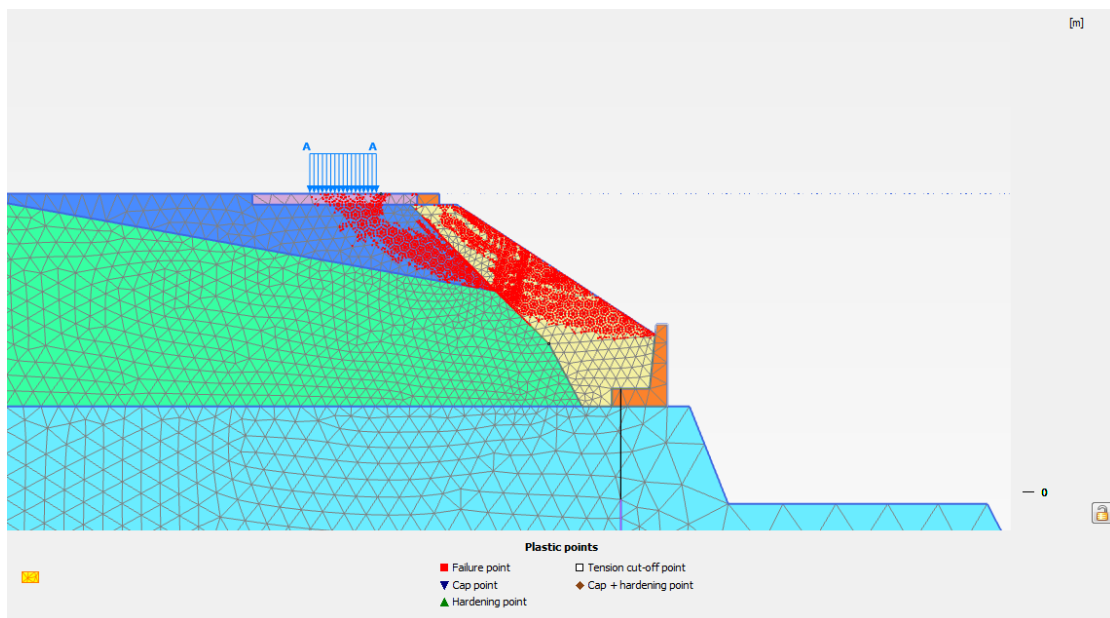 [m]
A A
0
Plastic points
Failure point Tension cut-off point
Cap point Cap + hardening point
Hardening point